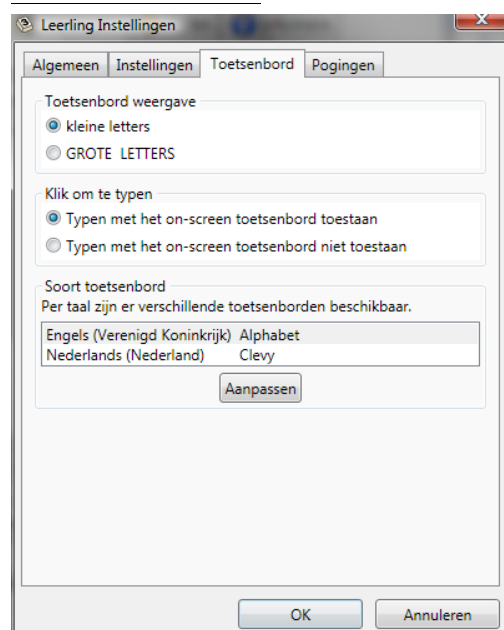 Leerling Instellingen
Algemeen Instellingen Toetsenbord Pogingen
Toetsenbord weergave
kleine letters
GROTE LETTERS
Klik om te typen
Typen met het on-screen toetsenbord toestaan
Typen met het on-screen toetsenbord niet toestaan
Soort toetsenbord
Per taal zijn er verschillende toetsenborden beschikbaar.
Engels (Verenigd Koninkrijk) Alphabet
Nederlands (Nederland) Clevy
Aanpassen
OK Annuleren